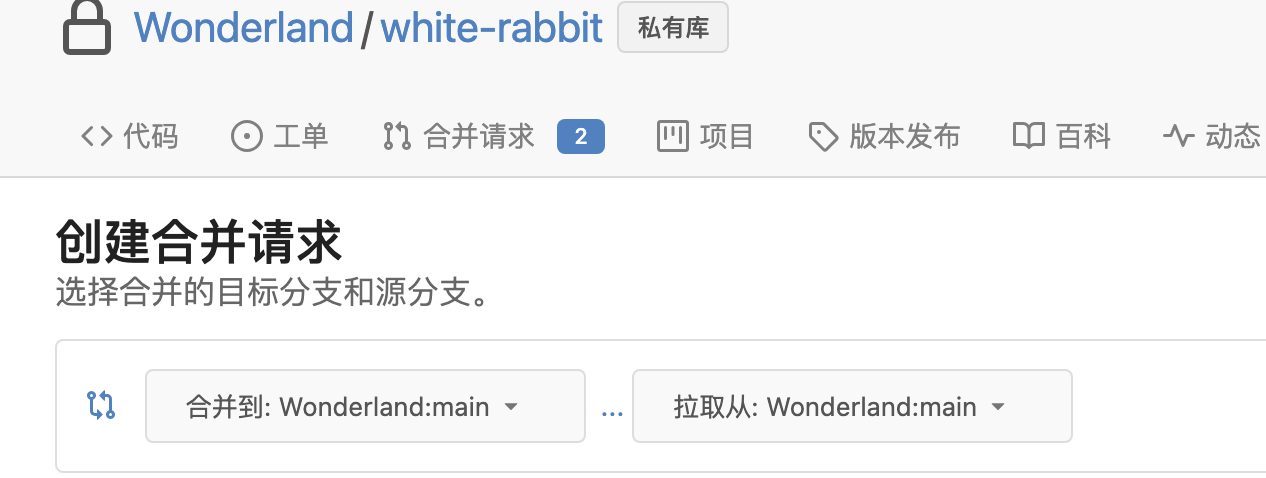 Wonderland/white-rabbit 私有库
代码 工单 合并请求 2 项目 版本发布 百科 动态
创建合并请求
选择合并的目标分支和源分支。
合并到: Wonderland:main ... 拉取从: Wonderland:main